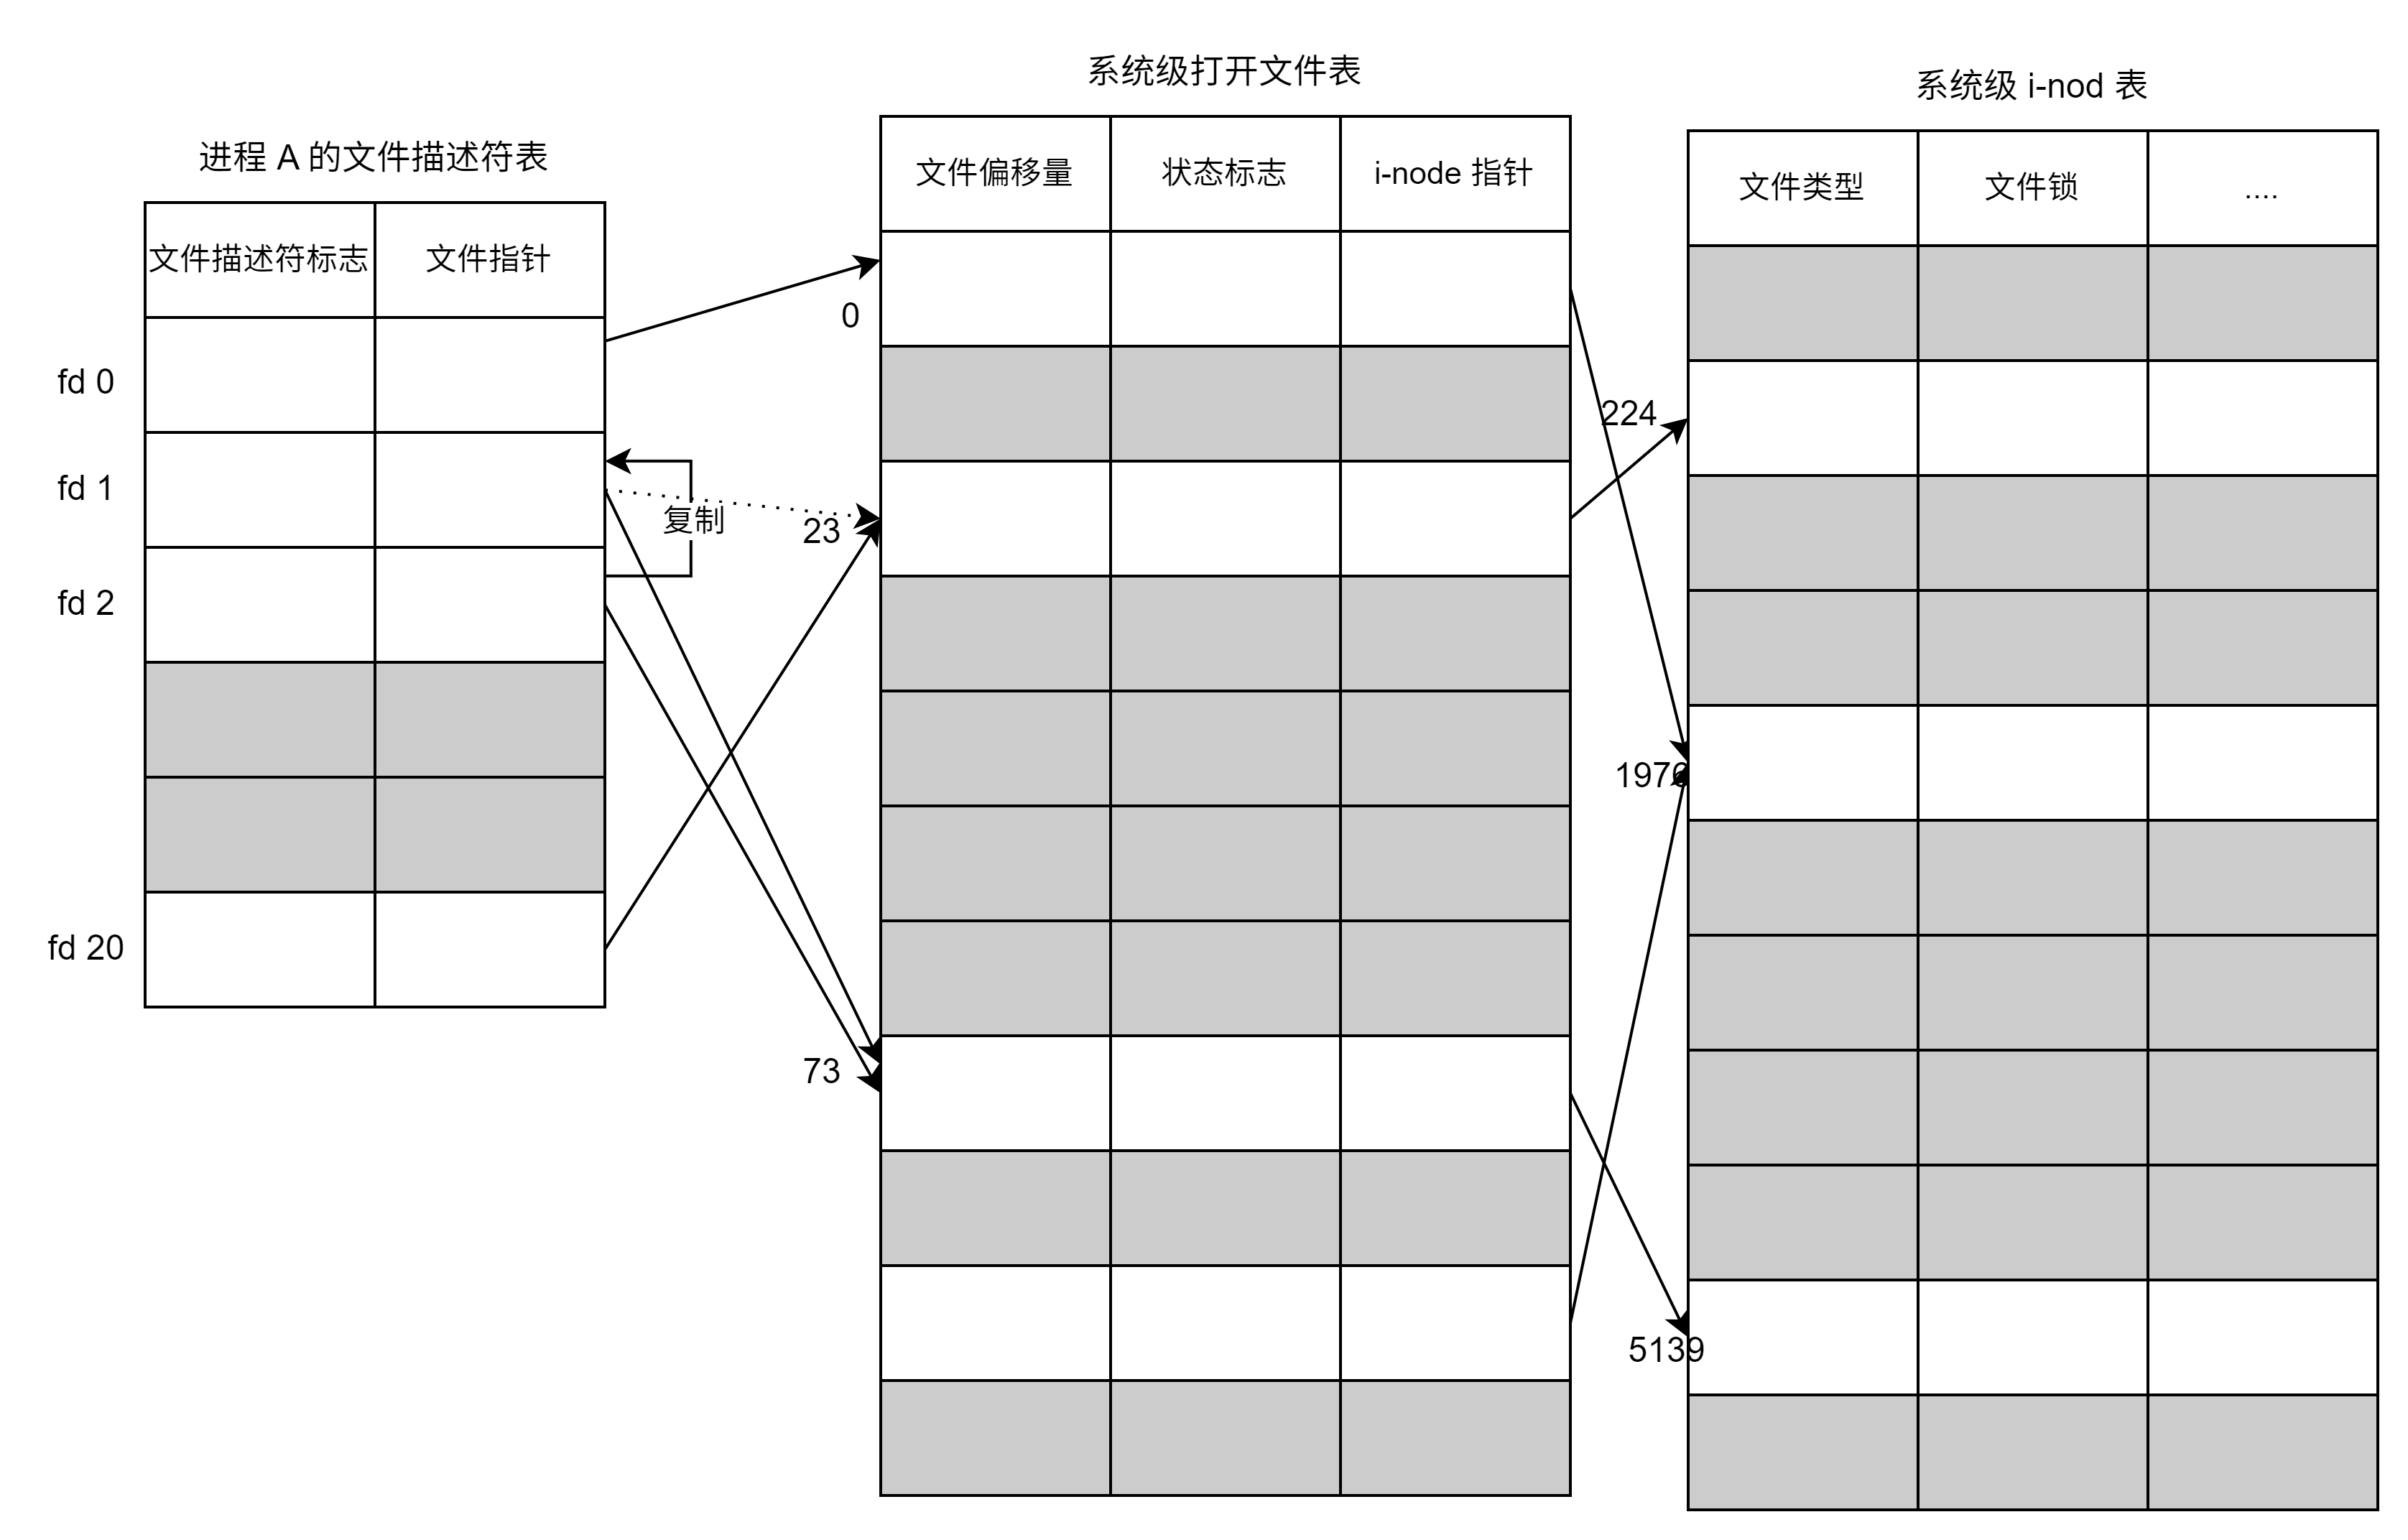 系统级打开文件表
系统级 i-nod 表
进程 A 的文件描述符表
文件偏移量
状态标志
i-node 指针
文件类型
文件锁
....
文件描述符标志
文件指针
0
fd 0
224
fd 1
复制
23
fd 2
1976
fd 20
73
5139